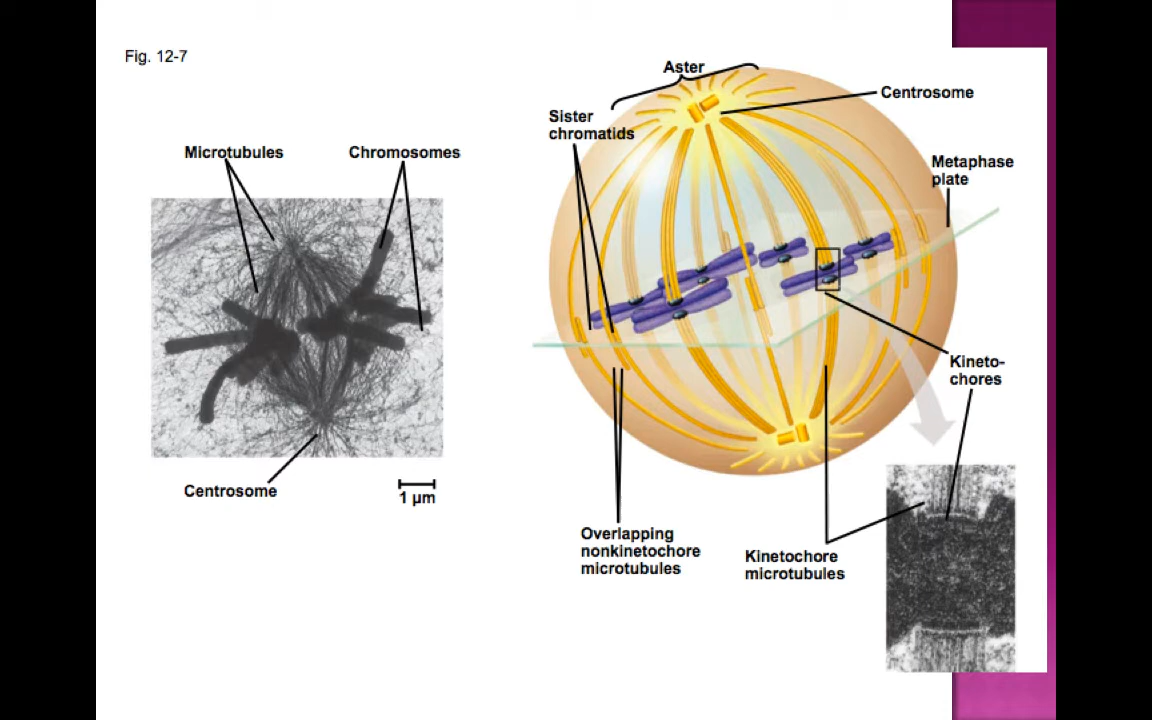 Fig. 12-7
Aster
Centrosome
Sister
chromatids
Microtubules
Chromosomes
Metaphase
plate
Kineto-
chores
Centrosome
1 µm
Overlapping
nonkinetochore
microtubules
Kinetochore
microtubules